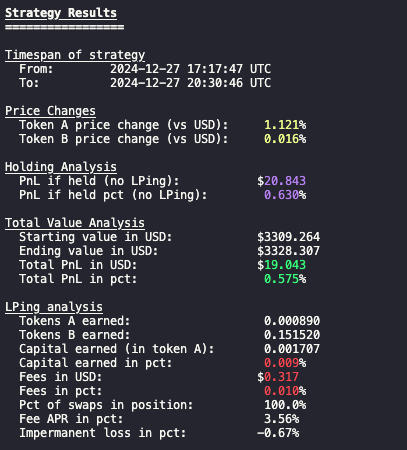 Strategy Results
=================
Timespan of strategy
From: 2024-12-27 17:17:47 UTC
To: 2024-12-27 20:30:46 UTC
Price Changes
Token A price change (vs USD): 1.121%
Token B price change (vs USD): 0.016%
Holding Analysis
PnL if held (no LPing): $20.843
PnL if held pct (no LPing): 0.630%
Total Value Analysis
Starting value in USD: $3309.264
Ending value in USD: $3328.307
Total PnL in USD: $19.043
Total PnL in pct: 0.575%
LPing analysis
Tokens A earned: 0.000890
Tokens B earned: 0.151520
Capital earned (in token A): 0.001707
Capital earned in pct: 0.009%
Fees in USD: $0.317
Fees in pct: 0.010%
Pct of swaps in position: 100.0%
Fee APR in pct: 3.56%
Impermanent loss in pct: -0.67%